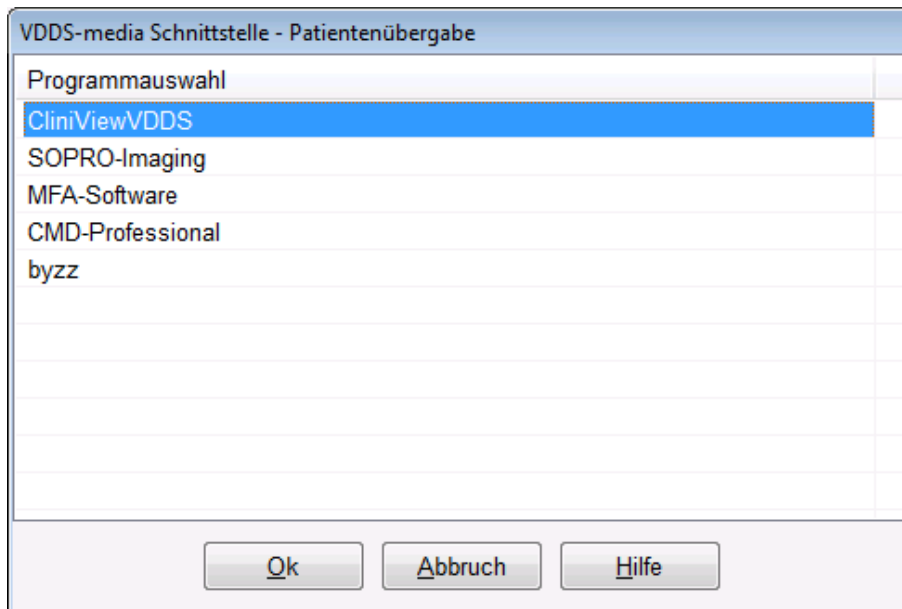 VDDS-media Schnittstelle - Patientenübergabe
Programmauswahl
CliniViewVDDS
SOPRO-Imaging
MFA-Software
CMD-Professional
byzz
Ok Abbruch Hilfe